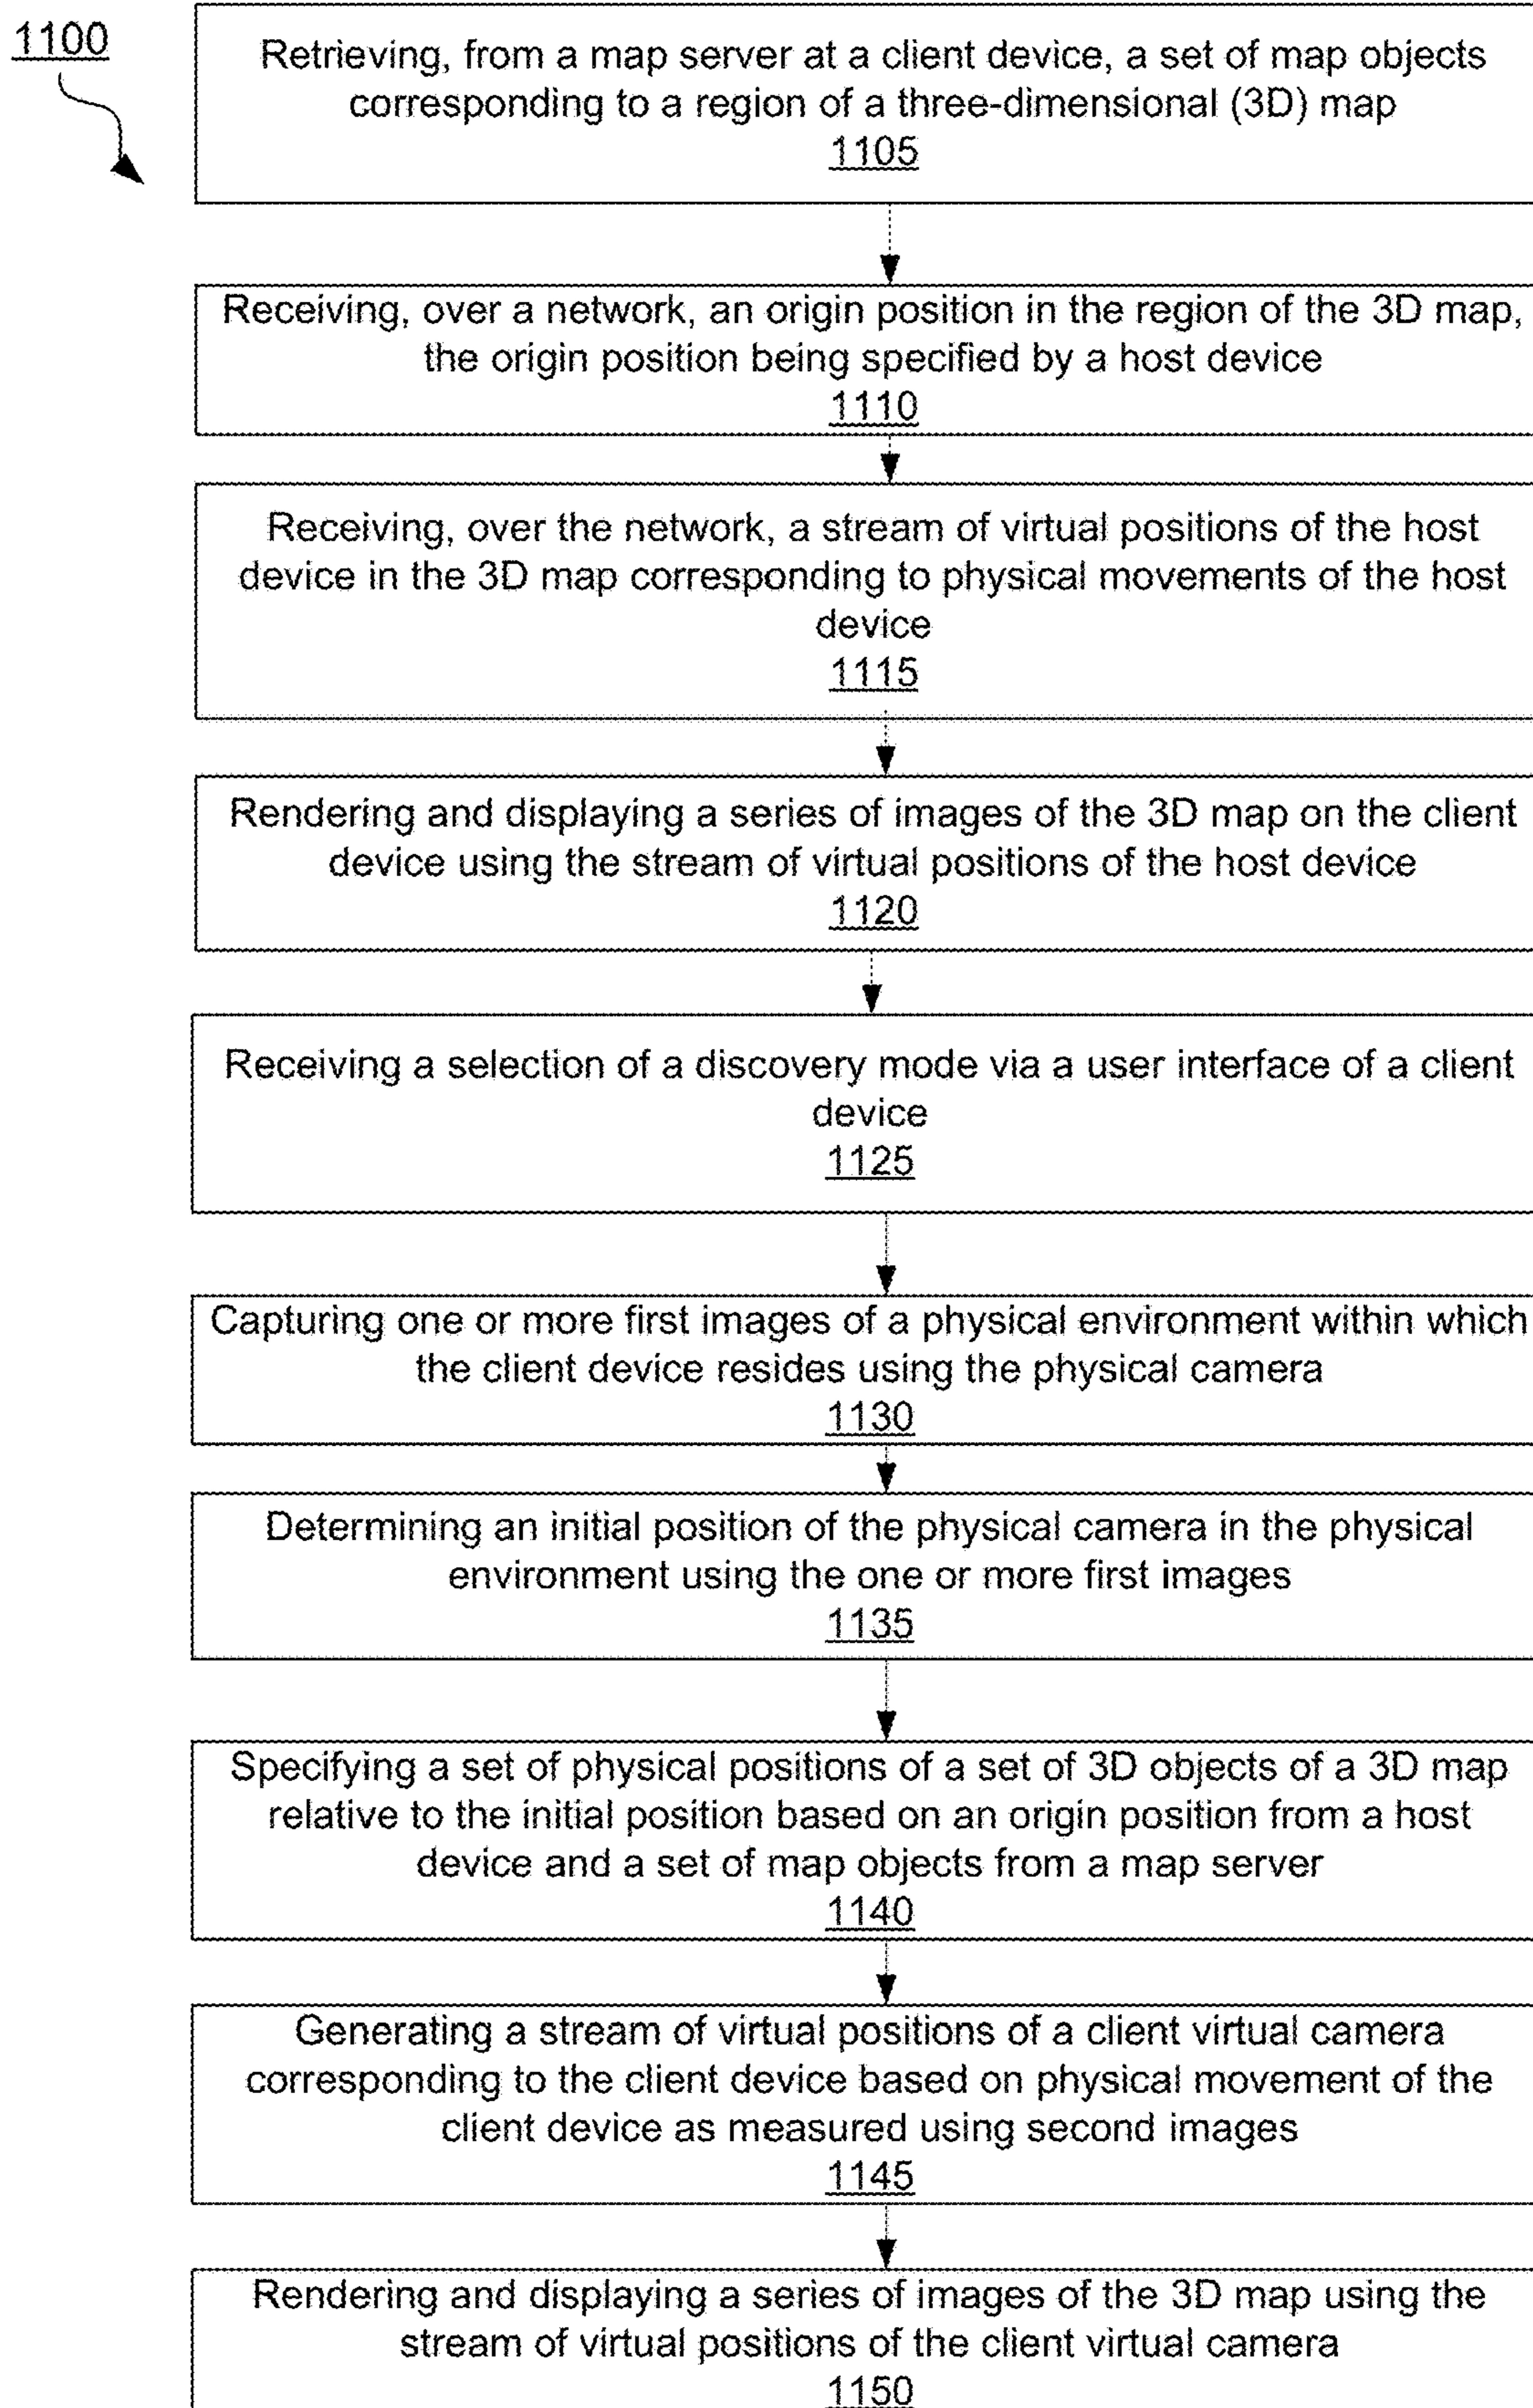 1100
Retrieving, from a map server at a client device, a set of map objects
corresponding to a region of a three-dimensional (3D) map
1105
Receiving, over a network, an origin position in the region of the 3D map,
the origin position being specified by a host device
1110
Receiving, over the network, a stream of virtual positions of the host
device in the 3D map corresponding to physical movements of the host
device
1115
Rendering and displaying a series of images of the 3D map on the client
device using the stream of virtual positions of the host device
1120
Receiving a selection of a discovery mode via a user interface of a client
device
1125
Capturing one or more first images of a physical environment within which
the client device resides using the physical camera
1130
Determining an initial position of the physical camera in the physical
environment using the one or more first images
1135
Specifying a set of physical positions of a set of 3D objects of a 3D map
relative to the initial position based on an origin position from a host
device and a set of map objects from a map server
1140
Generating a stream of virtual positions of a client virtual camera
corresponding to the client device based on physical movement of the
client device as measured using second images
1145
Rendering and displaying a series of images of the 3D map using the
stream of virtual positions of the client virtual camera
1150